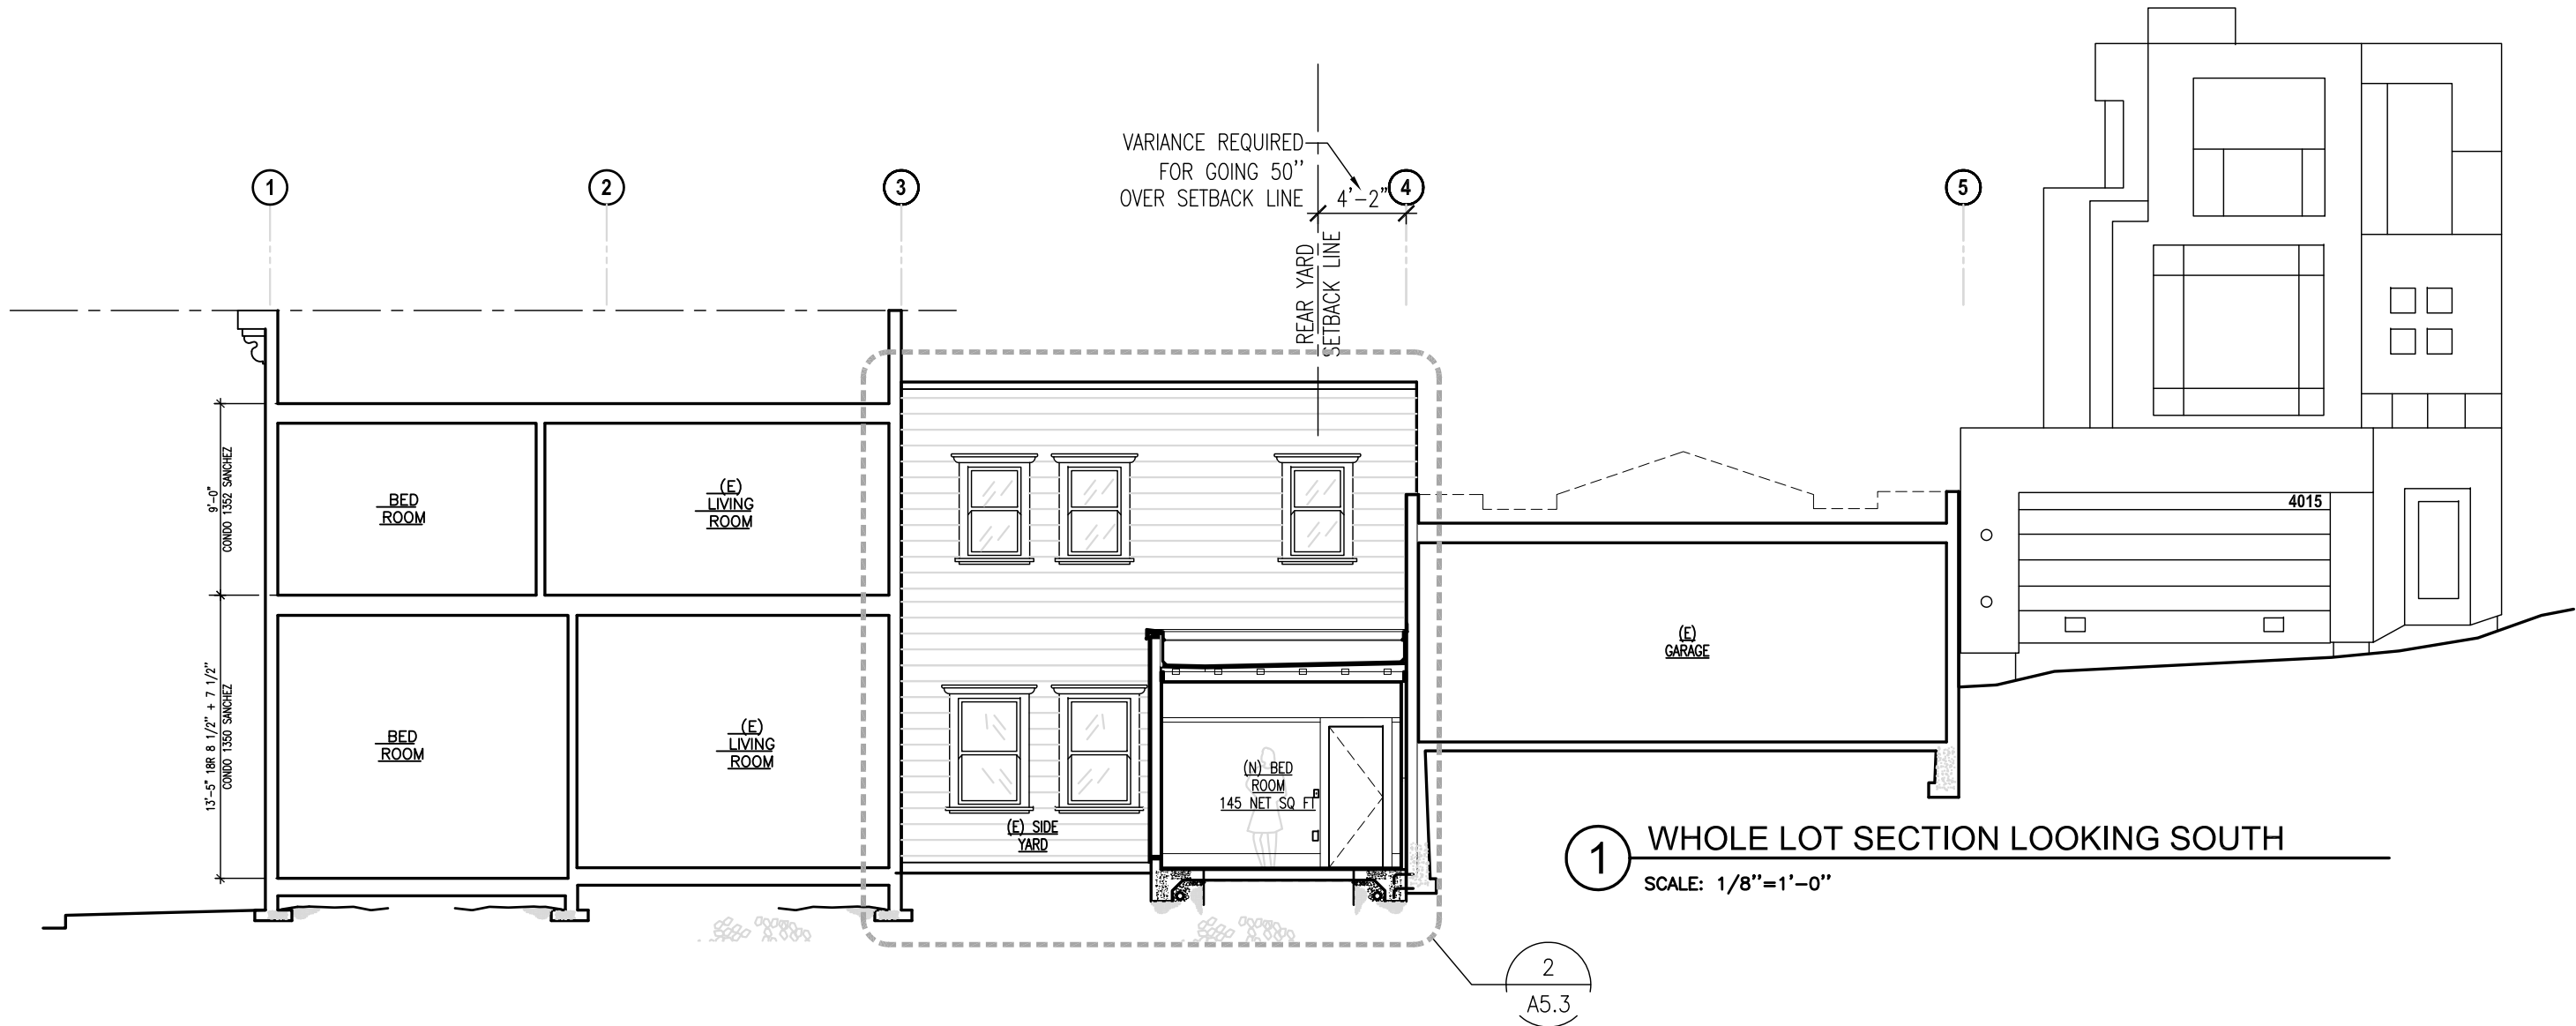 VARIANCE REQUIRED
FOR GOING 50''
OVER SETBACK LINE
4'-2"
1
2
3
4
5
REAR YARD
SETBACK LINE
9'-0"
CONDO 1352 SANCHEZ
13'-5" 18R 8 1/2" + 7 1/2"
CONDO 1350 SANCHEZ
BED
ROOM
(E)
LIVING
ROOM
BED
ROOM
(E)
LIVING
ROOM
(E) SIDE
YARD
(N) BED
ROOM
145 NET SQ FT
(E)
GARAGE
4015
1
WHOLE LOT SECTION LOOKING SOUTH
SCALE: 1/8''=1'-0''
2
A5.3